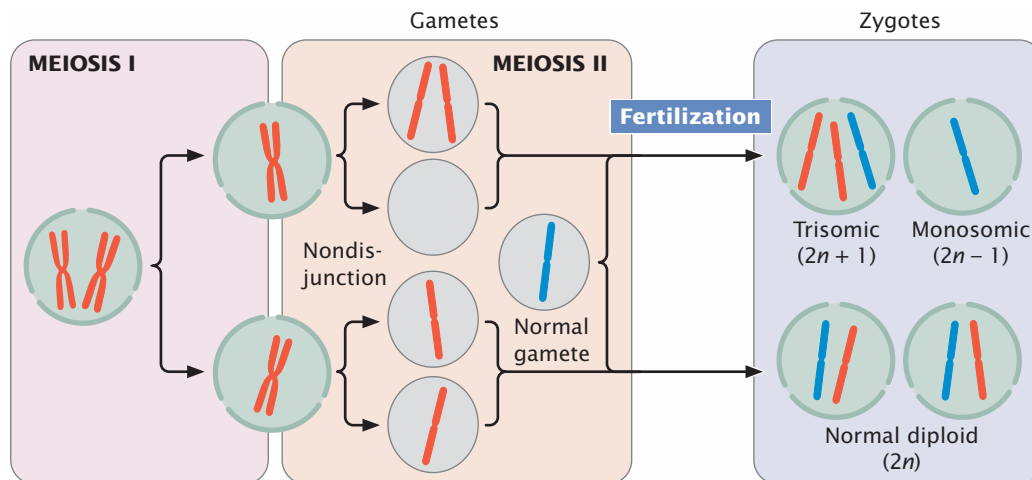 Gametes
Zygotes
MEIOSIS I
MEIOSIS II
Fertilization
Nondis-
junction
Normal
gamete
Trisomic
(2n + 1)
Monosomic
(2n – 1)
Normal diploid
(2n)